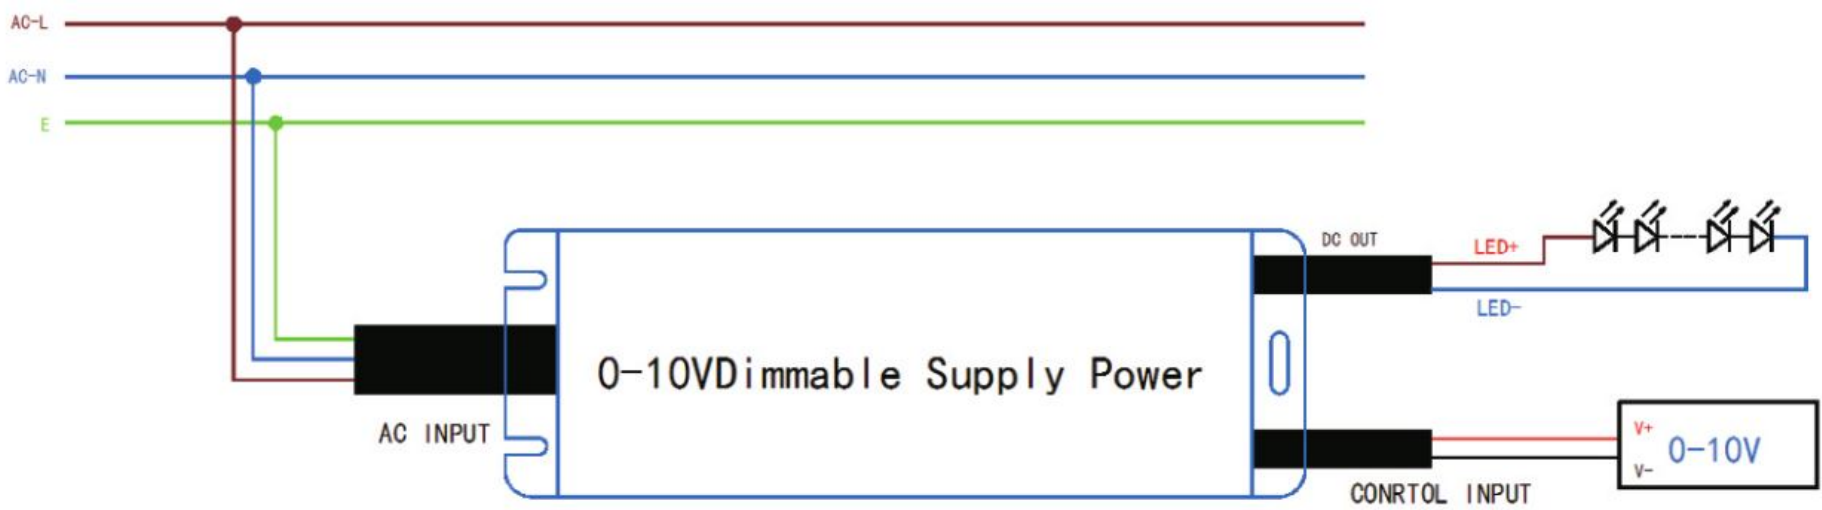 AC-L
AC-N
E
DC OUT
LED+
LED-
0-10VDimmable Supply Power
AC INPUT
V+
0-10V
V-
CONRTOL INPUT